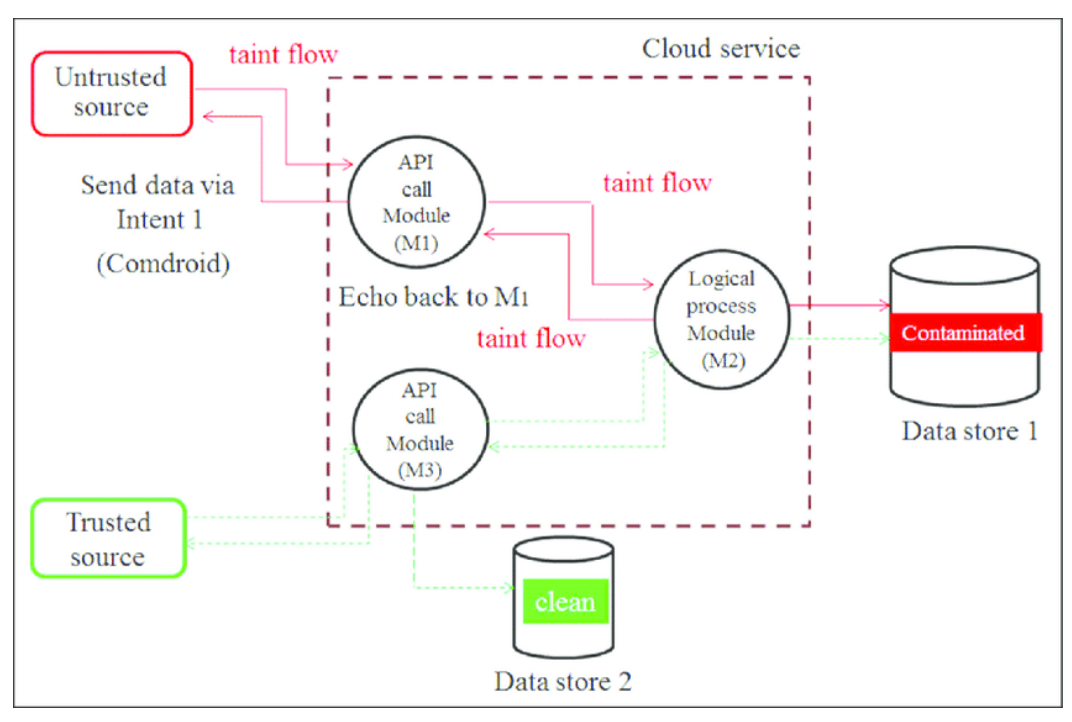 taint flow
Cloud service
Untrusted
source
API
call
Module
(M1)
taint flow
Send data via
Intent 1
(Comdroid)
Echo back to M1
Logical
process
Module
(M2)
taint flow
Contaminated
Data store 1
API
call
Module
(M3)
Trusted
source
clean
Data store 2